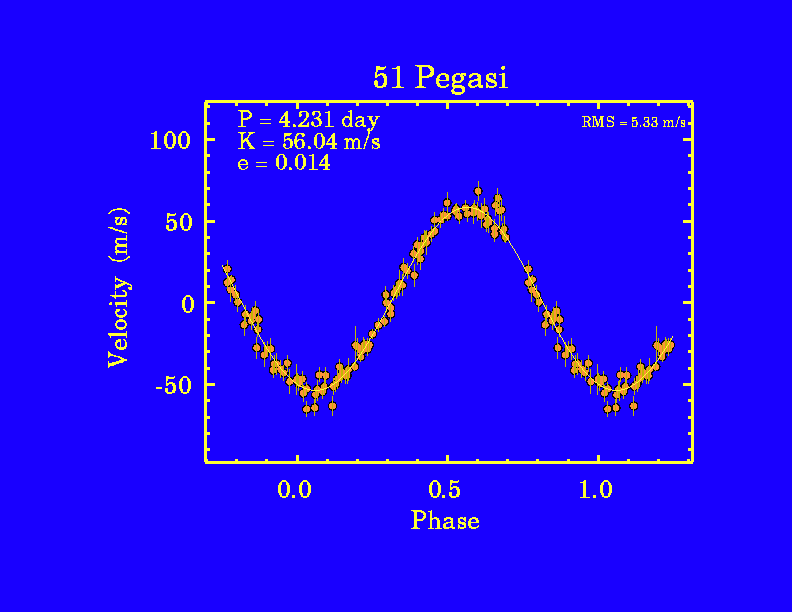 51 Pegasi
P = 4.231 day
RMS = 5.33 m/s
K = 56.04 m/s
e = 0.014
100
50
0
-50
Velocity (m/s)
0.0 0.5 1.0
Phase